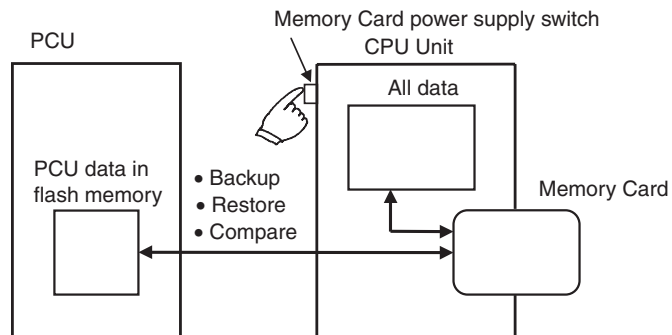 Memory Card power supply switch
PCU
CPU Unit
All data
PCU data in
flash memory
• Backup
• Restore
• Compare
Memory Card